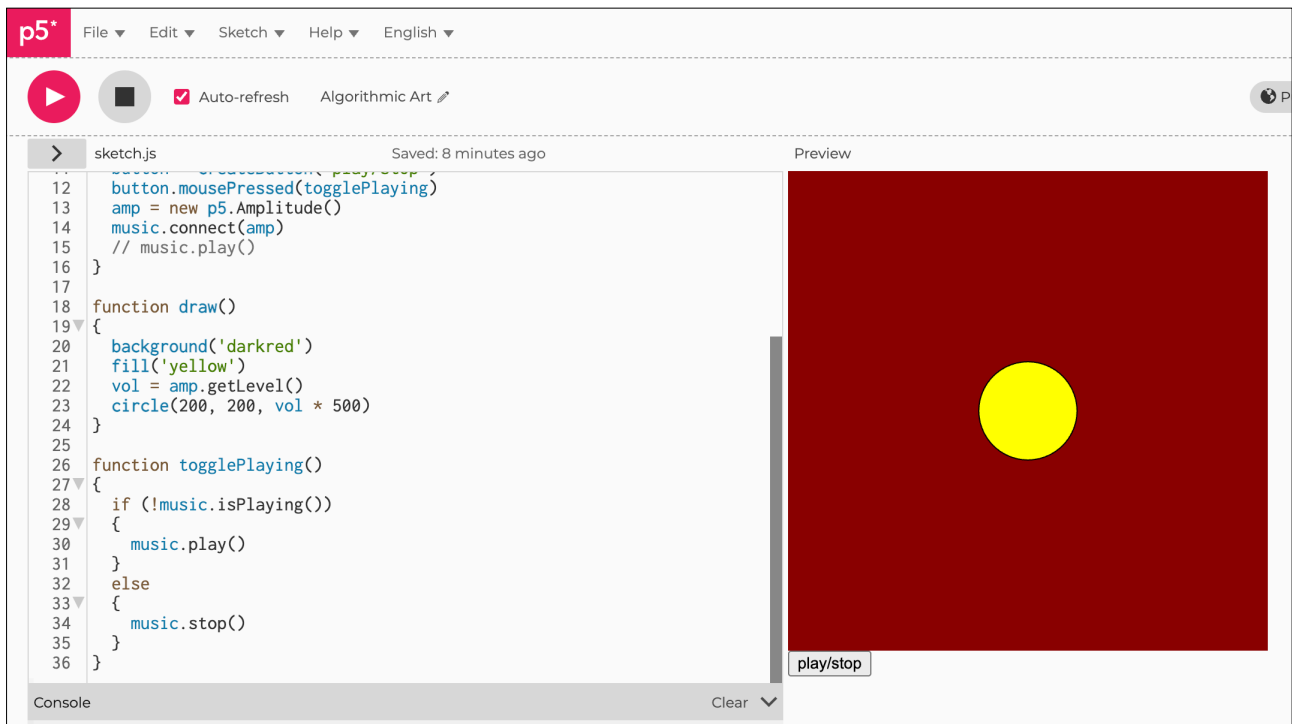 p5* File Edit Sketch Help English
Auto-refresh Algorithmic Art P
sketch.js Saved: 8 minutes ago Preview
12 button.mousePressed(togglePlaying)
13 amp = new p5.Amplitude()
14 music.connect(amp)
15 // music.play()
16 }
17
18 function draw()
19 {
20 background('darkred')
21 fill('yellow')
22 vol = amp.getLevel()
23 circle(200, 200, vol * 500)
24 }
25
26 function togglePlaying()
27 {
28 if (!music.isPlaying())
29 {
30 music.play()
31 }
32 else
33 {
34 music.stop()
35 }
36 }
play/stop
Console Clear